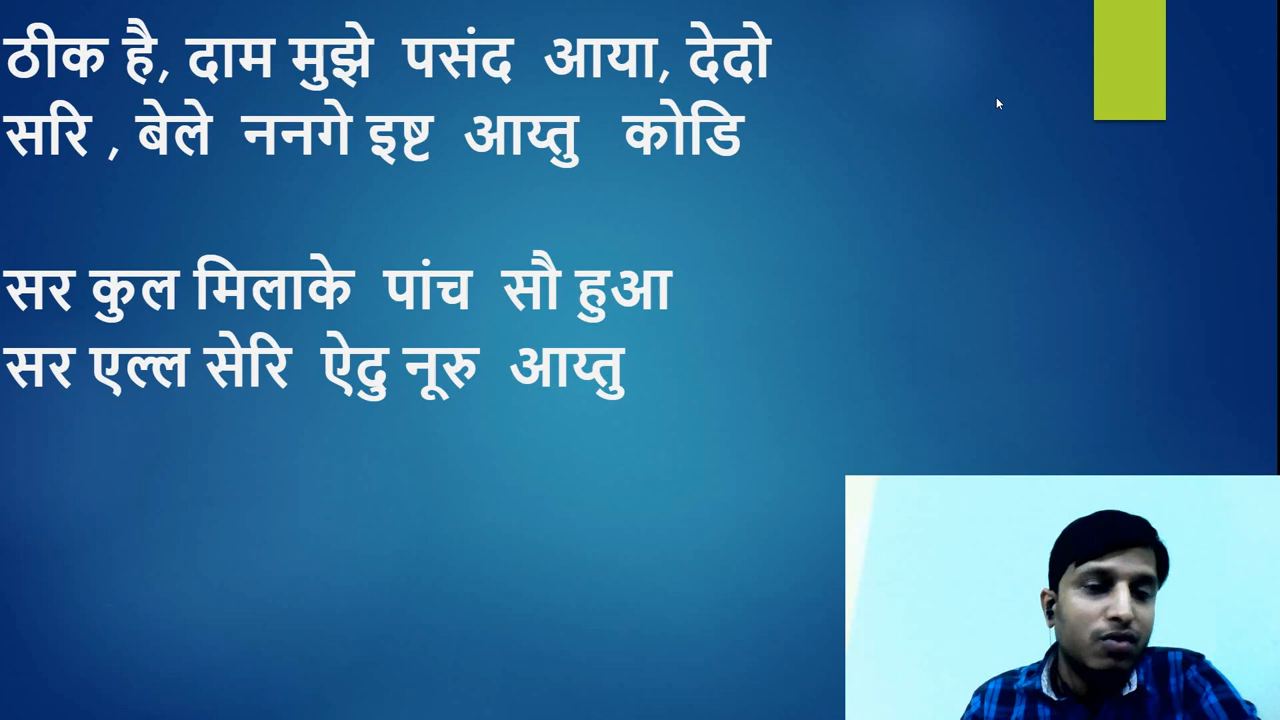 ठीक है, दाम मुझे पसंद आया, देदो
सरि , बेले ननगे इष्ट आय्तु कोडि
सर कुल मिलाके पांच सौ हुआ
सर एल्ल सेरि ऐदु नूरु आय्तु